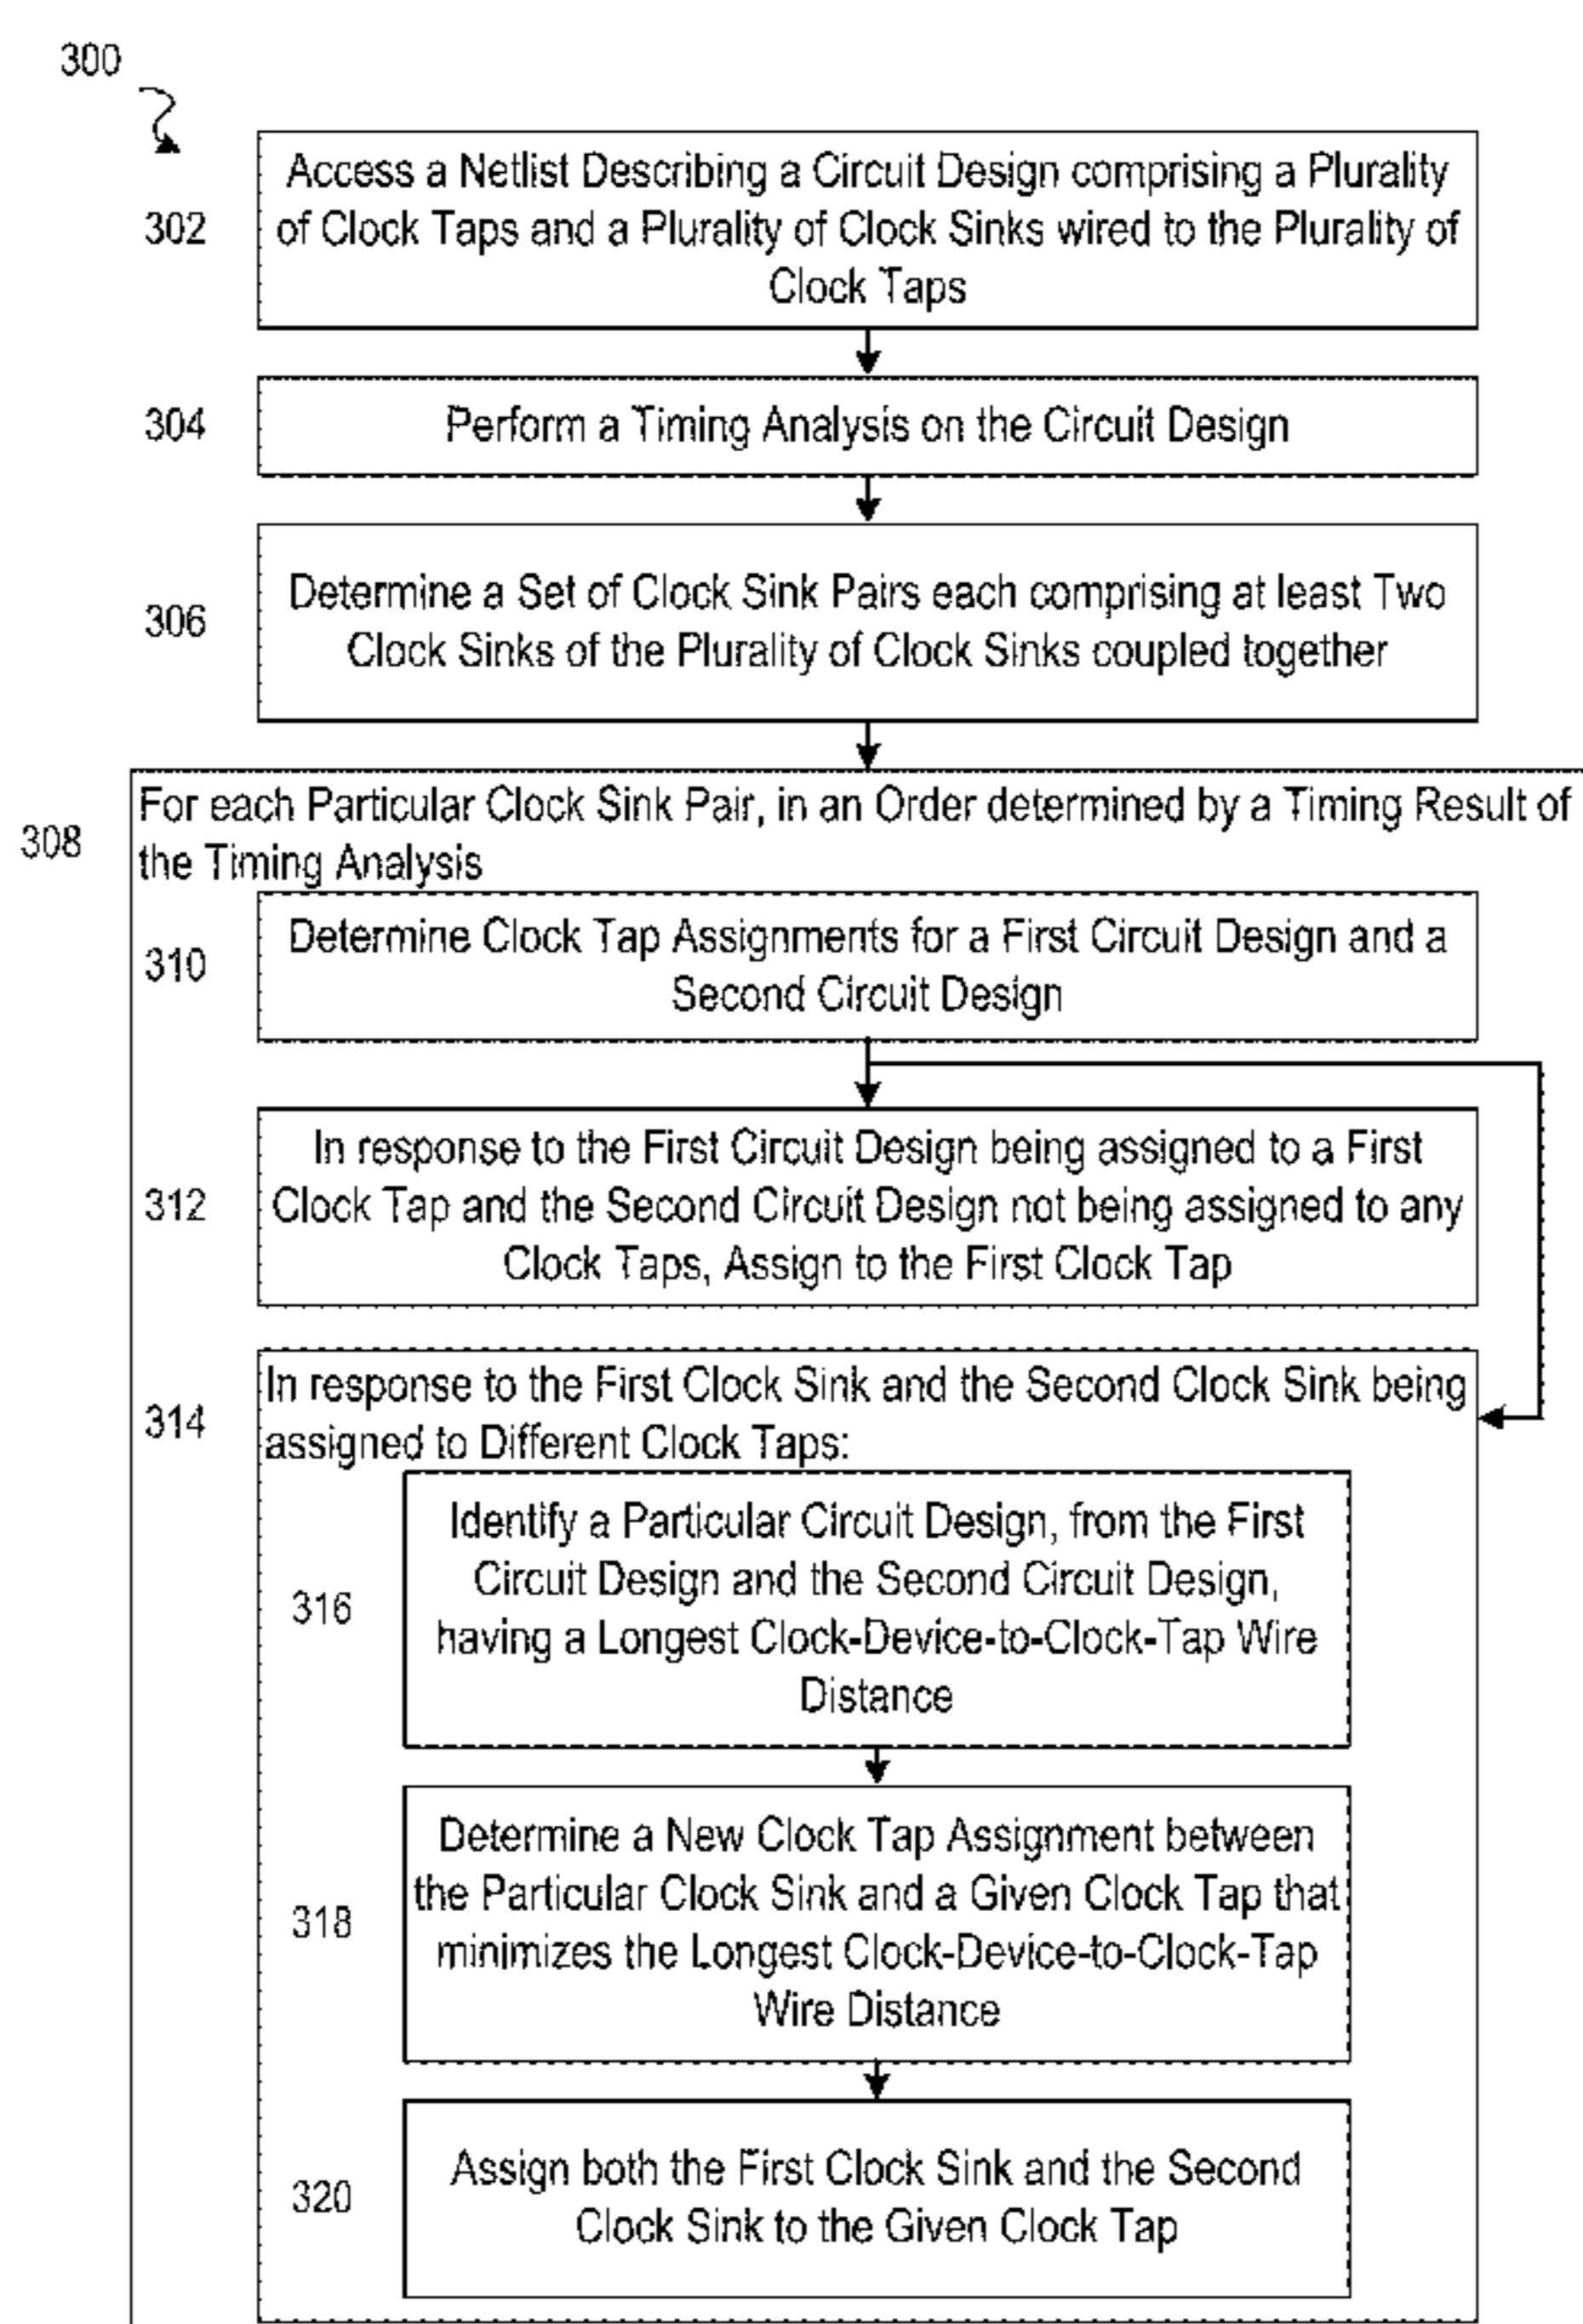 300
302
Access a Netlist Describing a Circuit Design comprising a Plurality
of Clock Taps and a Plurality of Clock Sinks wired to the Plurality of
Clock Taps
304
Perform a Timing Analysis on the Circuit Design
306
Determine a Set of Clock Sink Pairs each comprising at least Two
Clock Sinks of the Plurality of Clock Sinks coupled together
308
For each Particular Clock Sink Pair, in an Order determined by a Timing Result of
the Timing Analysis
310
Determine Clock Tap Assignments for a First Circuit Design and a
Second Circuit Design
312
In response to the First Circuit Design being assigned to a First
Clock Tap and the Second Circuit Design not being assigned to any
Clock Taps, Assign to the First Clock Tap
314
In response to the First Clock Sink and the Second Clock Sink being
assigned to Different Clock Taps:
316
Identify a Particular Circuit Design, from the First
Circuit Design and the Second Circuit Design,
having a Longest Clock-Device-to-Clock-Tap Wire
Distance
318
Determine a New Clock Tap Assignment between
the Particular Clock Sink and a Given Clock Tap that
minimizes the Longest Clock-Device-to-Clock-Tap
Wire Distance
320
Assign both the First Clock Sink and the Second
Clock Sink to the Given Clock Tap